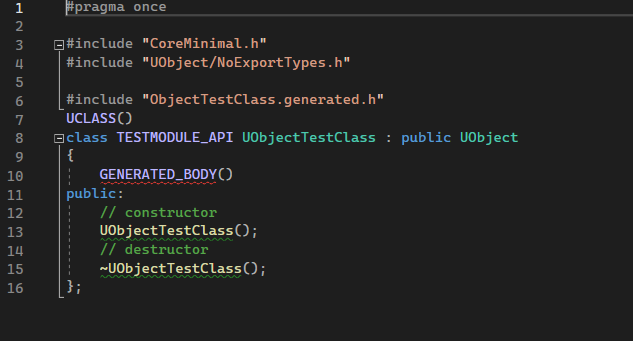 1 #pragma once
2
3 #include "CoreMinimal.h"
4 #include "UObject/NoExportTypes.h"
5
6 #include "ObjectTestClass.generated.h"
7 UCLASS()
8 class TESTMODULE_API UObjectTestClass : public UObject
9 {
10     GENERATED_BODY()
11 public:
12     // constructor
13     UObjectTestClass();
14     // destructor
15     ~UObjectTestClass();
16 };